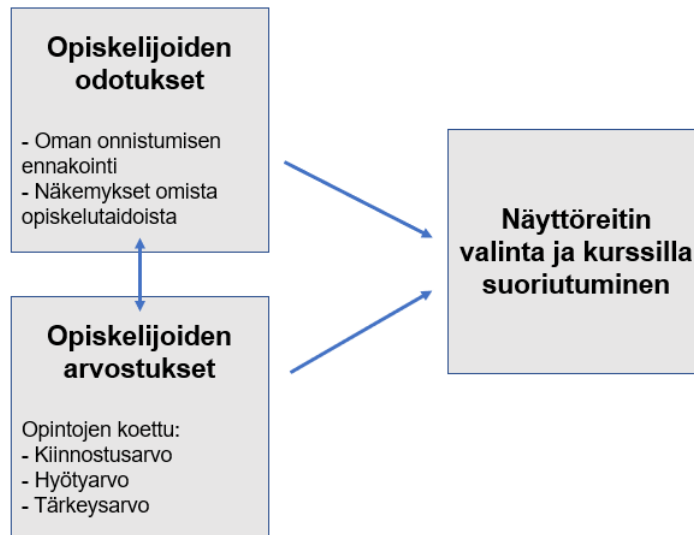 Opiskelijoiden
odotukset
- Oman onnistumisen
ennakointi
- Näkemykset omista
opiskelutaidoista
Opiskelijoiden
arvostukset
Opintojen koettu:
- Kiinnostusarvo
- Hyötyarvo
- Tärkeysarvo
Näyttöreitin
valinta ja kurssilla
suoriutuminen